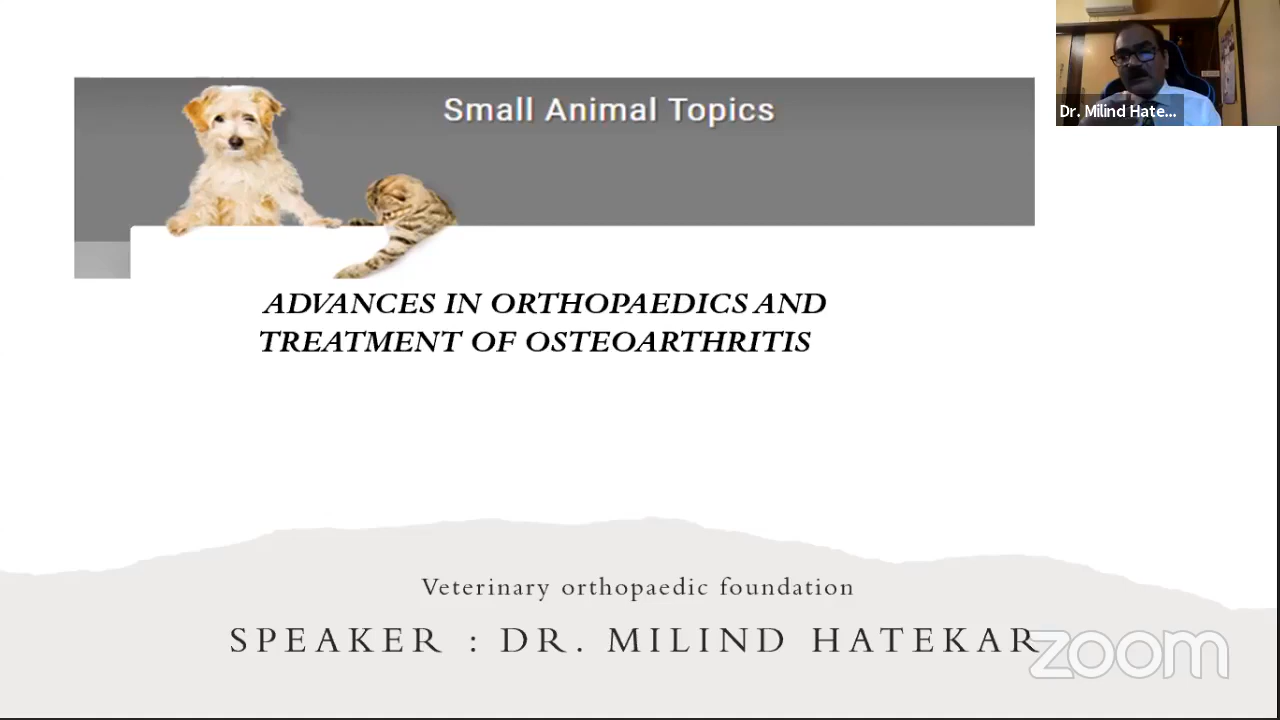 Small Animal Topics
Dr. Milind Hate...
ADVANCES IN ORTHOPAEDICS AND
TREATMENT OF OSTEOARTHRITIS
Veterinary orthopaedic foundation
SPEAKER : DR. MILIND HATEKAR
zoom